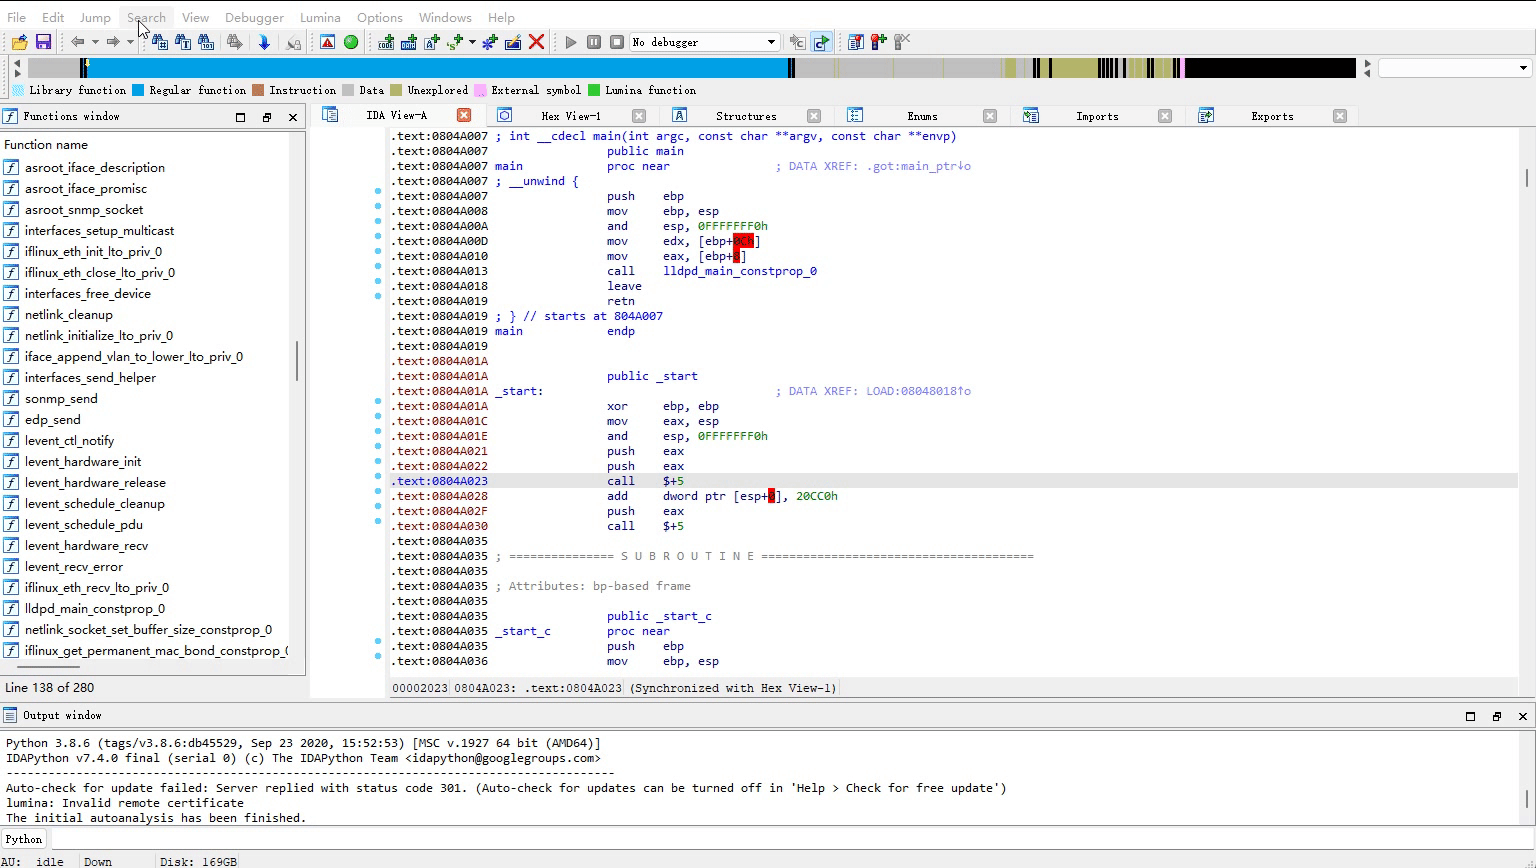 File Edit Jump Search View Debugger Lumina Options Windows Help
No debugger
Library function Regular function Instruction Data Unexplored External symbol Lumina function
Functions window
IDA View-A Hex View-1 Structures Enums Imports Exports
Function name
asroot_iface_description
asroot_iface_promisc
asroot_snmp_socket
interfaces_setup_multicast
iflinux_eth_init_lto_priv_0
iflinux_eth_close_lto_priv_0
interfaces_free_device
netlink_cleanup
netlink_initialize_lto_priv_0
iface_append_vlan_to_lower_lto_priv_0
interfaces_send_helper
sonmp_send
edp_send
levent_ctl_notify
levent_hardware_init
levent_hardware_release
levent_schedule_cleanup
levent_schedule_pdu
levent_hardware_recv
levent_recv_error
iflinux_eth_recv_lto_priv_0
lldpd_main_constprop_0
netlink_socket_set_buffer_size_constprop_0
iflinux_get_permanent_mac_bond_constprop_0
Line 138 of 280
.text:0804A007 ; int __cdecl main(int argc, const char **argv, const char **envp)
.text:0804A007 public main
.text:0804A007 main proc near ; DATA XREF: .got:main_ptr↓o
.text:0804A007 ; __unwind {
.text:0804A007 push ebp
.text:0804A008 mov ebp, esp
.text:0804A00A and esp, 0FFFFFFF0h
.text:0804A00D mov edx, [ebp+0Ch]
.text:0804A010 mov eax, [ebp+8]
.text:0804A013 call lldpd_main_constprop_0
.text:0804A018 leave
.text:0804A019 retn
.text:0804A019 ; } // starts at 804A007
.text:0804A019 main endp
.text:0804A019
.text:0804A01A
.text:0804A01A public _start
.text:0804A01A _start: ; DATA XREF: LOAD:08048018↑o
.text:0804A01A xor ebp, ebp
.text:0804A01C mov eax, esp
.text:0804A01E and esp, 0FFFFFFF0h
.text:0804A021 push eax
.text:0804A022 push eax
.text:0804A023 call $+5
.text:0804A028 add dword ptr [esp+0], 20CC0h
.text:0804A02F push eax
.text:0804A030 call $+5
.text:0804A035
.text:0804A035 ; =============== S U B R O U T I N E =======================================
.text:0804A035
.text:0804A035 ; Attributes: bp-based frame
.text:0804A035
.text:0804A035 public _start_c
.text:0804A035 _start_c proc near
.text:0804A035 push ebp
.text:0804A036 mov ebp, esp
00002023 0804A023: .text:0804A023 (Synchronized with Hex View-1)
Output window
Python 3.8.6 (tags/v3.8.6:db45529, Sep 23 2020, 15:52:53) [MSC v.1927 64 bit (AMD64)]
IDAPython v7.4.0 final (serial 0) (c) The IDAPython Team <idapython@googlegroups.com>
---------------------------------------------------------------------------------------
Auto-check for update failed: Server replied with status code 301. (Auto-check for updates can be turned off in 'Help > Check for free update')
lumina: Invalid remote certificate
The initial autoanalysis has been finished.
Python
AU: idle Down Disk: 169GB